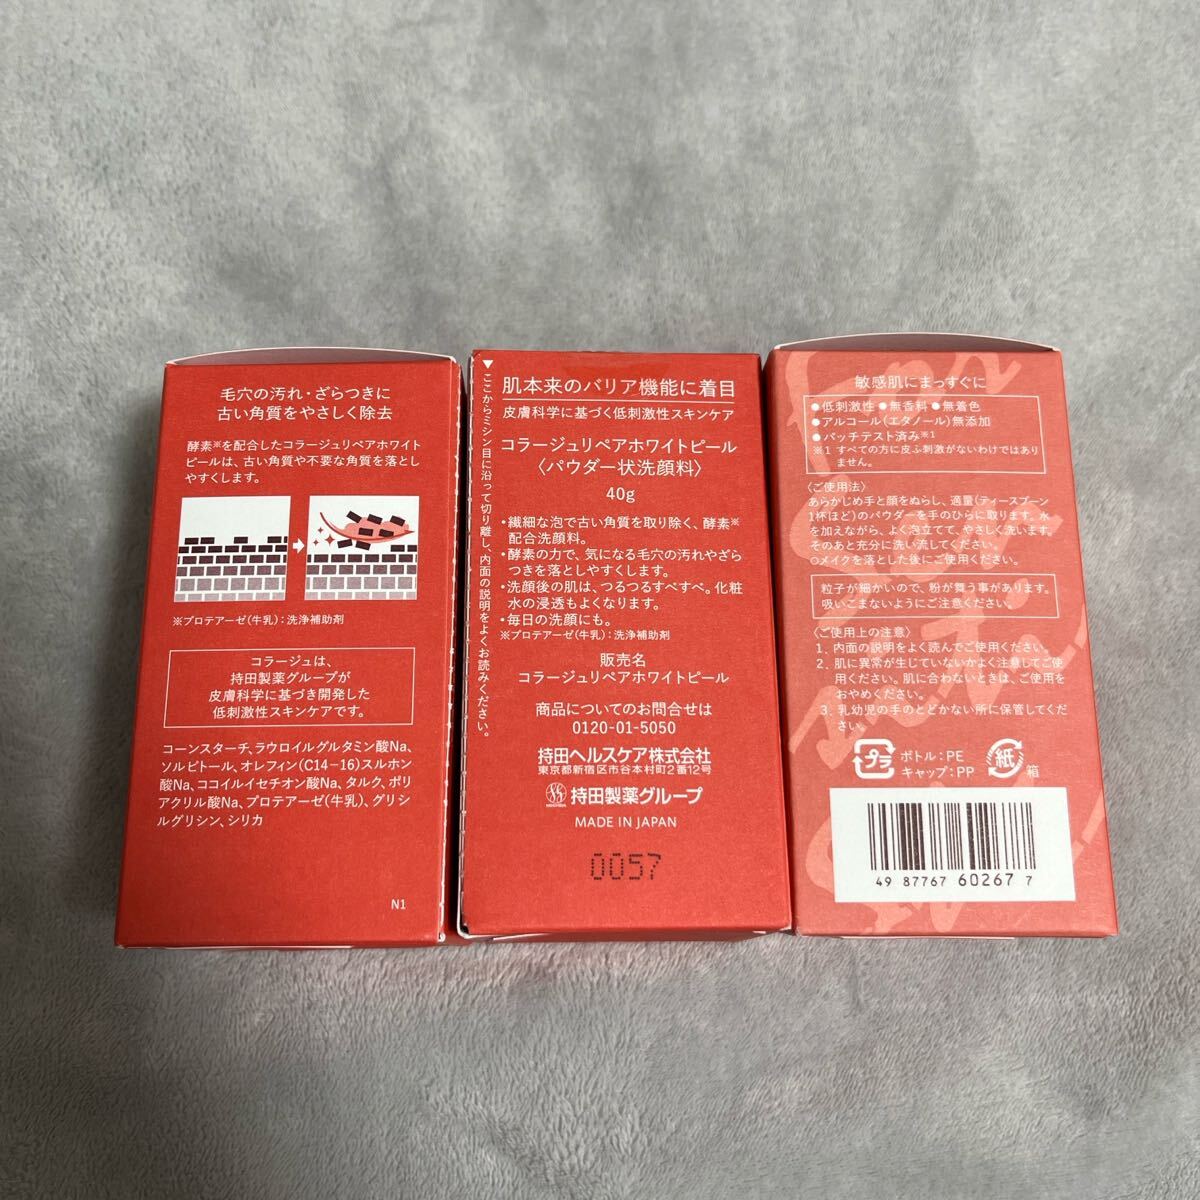 毛穴の汚れ・ざらつきに
古い角質をやさしく除去
酵素※を配合したコラージュリペアホワイト
ピールは、古い角質や不要な角質を落とし
やすくします。
※プロテアーゼ(牛乳)：洗浄補助剤
コラージュは、
持田製薬グループが
皮膚科学に基づき開発した
低刺激性スキンケアです。
コーンスターチ、ラウロイルグルタミン酸Na、
ソルビトール、オレフィン(C14-16)スルホン
酸Na、ココイルイセチオン酸Na、タルク、ポリ
アクリル酸Na、プロテアーゼ(牛乳)、グリシ
ルグリシン、シリカ
N1
▼ここからミシン目に沿って切り離し、内面の説明をよくお読みください。
肌本来のバリア機能に着目
皮膚科学に基づく低刺激性スキンケア
コラージュリペアホワイトピール
〈パウダー状洗顔料〉
40g
・繊細な泡で古い角質を取り除く、酵素※
配合洗顔料。
・酵素の力で、気になる毛穴の汚れやざら
つきを落としやすくします。
・洗顔後の肌は、つるつるすべすべ。化粧
水の浸透もよくなります。
・毎日の洗顔にも。
※プロテアーゼ(牛乳)：洗浄補助剤
販売名
コラージュリペアホワイトピール
商品についてのお問合せは
0120-01-5050
持田ヘルスケア株式会社
東京都新宿区市谷本村町2番12号
持田製薬グループ
MADE IN JAPAN
0057
敏感肌にまっすぐに
●低刺激性 ●無香料 ●無着色
●アルコール(エタノール)無添加
●パッチテスト済み※1
※1 すべての方に皮ふ刺激がないわけではあり
ません。
〈ご使用法〉
あらかじめ手と顔をぬらし、適量(ティースプーン
1杯ほど)のパウダーを手のひらに取ります。水
を加えながら、よく泡立てて、やさしく洗います。
そのあと充分に洗い流してください。
○メイクを落とした後にご使用ください。
粒子が細かいので、粉が舞う事があります。
吸いこまないようにご注意ください。
〈ご使用上の注意〉
1. 内面の説明をよく読んでご使用ください。
2. 肌に異常が生じていないかよく注意してご使
用ください。肌に合わないときは、ご使用を
おやめください。
3. 乳幼児の手のとどかない所に保管してくだ
さい。
プラ
ボトル：PE
キャップ：PP
紙
箱
49 87767 60267 7